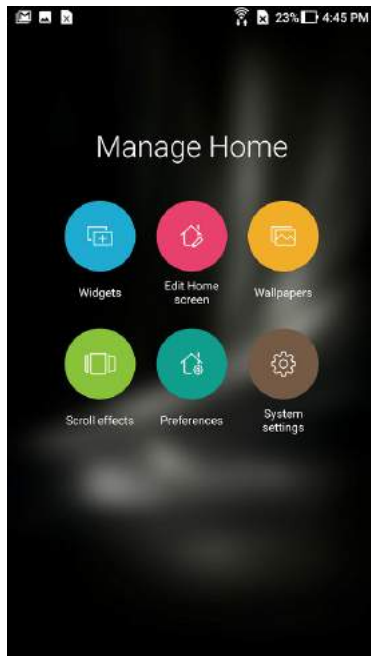 23% 4:45 PM
Manage Home
Widgets
Edit Home
screen
Wallpapers
Scroll effects
Preferences
System
settings